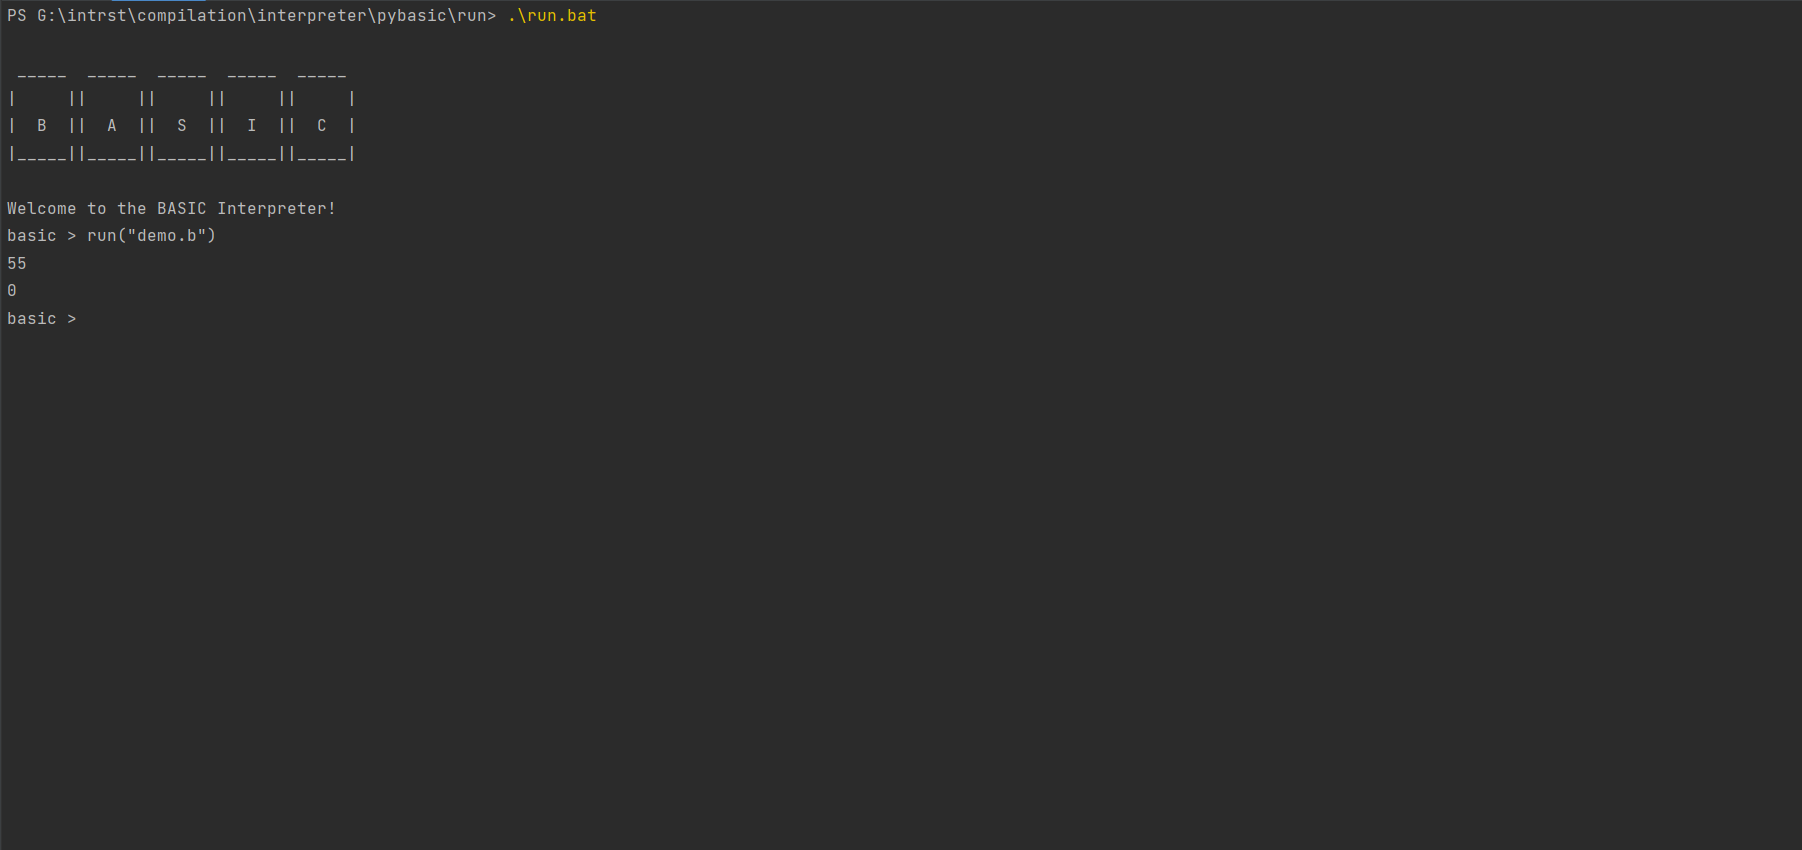 PS G:\intrst\compilation\interpreter\pybasic\run> .\run.bat
 _____  _____  _____  _____  _____
|     ||     ||     ||     ||     |
|  B  ||  A  ||  S  ||  I  ||  C  |
|_____||_____||_____||_____||_____|
Welcome to the BASIC Interpreter!
basic > run("demo.b")
55
0
basic >